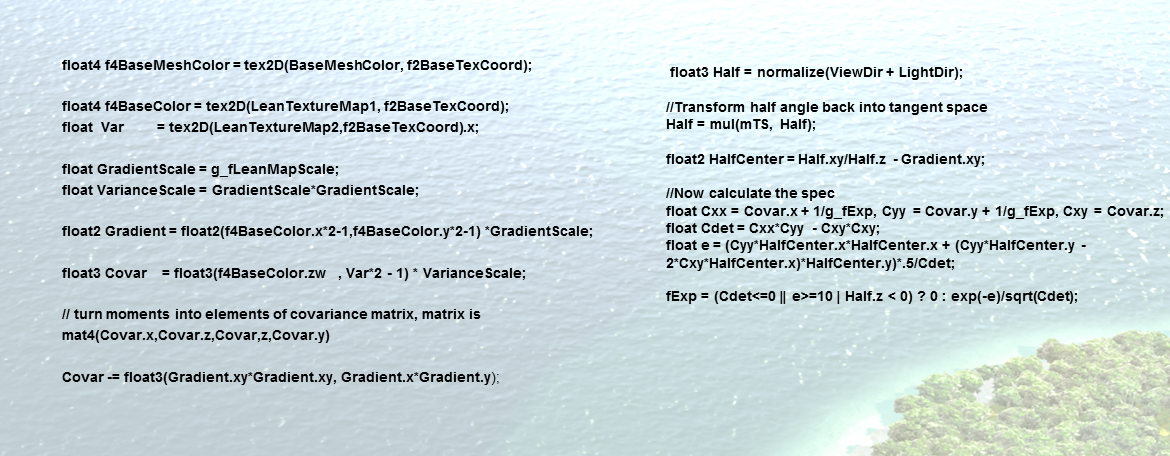 float4 f4BaseMeshColor = tex2D(BaseMeshColor, f2BaseTexCoord);
float4 f4BaseColor = tex2D(LeanTextureMap1, f2BaseTexCoord);
float Var = tex2D(LeanTextureMap2,f2BaseTexCoord).x;
float GradientScale = g_fLeanMapScale;
float VarianceScale = GradientScale*GradientScale;
float2 Gradient = float2(f4BaseColor.x*2-1,f4BaseColor.y*2-1) *GradientScale;
float3 Covar = float3(f4BaseColor.zw , Var*2 - 1) * VarianceScale;
// turn moments into elements of covariance matrix, matrix is
mat4(Covar.x,Covar.z,Covar,z,Covar.y)
Covar -= float3(Gradient.xy*Gradient.xy, Gradient.x*Gradient.y);
float3 Half = normalize(ViewDir + LightDir);
//Transform half angle back into tangent space
Half = mul(mTS, Half);
float2 HalfCenter = Half.xy/Half.z - Gradient.xy;
//Now calculate the spec
float Cxx = Covar.x + 1/g_fExp, Cyy = Covar.y + 1/g_fExp, Cxy = Covar.z;
float Cdet = Cxx*Cyy - Cxy*Cxy;
float e = (Cyy*HalfCenter.x*HalfCenter.x + (Cyy*HalfCenter.y -
2*Cxy*HalfCenter.x)*HalfCenter.y)*.5/Cdet;
fExp = (Cdet<=0 || e>=10 | Half.z < 0) ? 0 : exp(-e)/sqrt(Cdet);